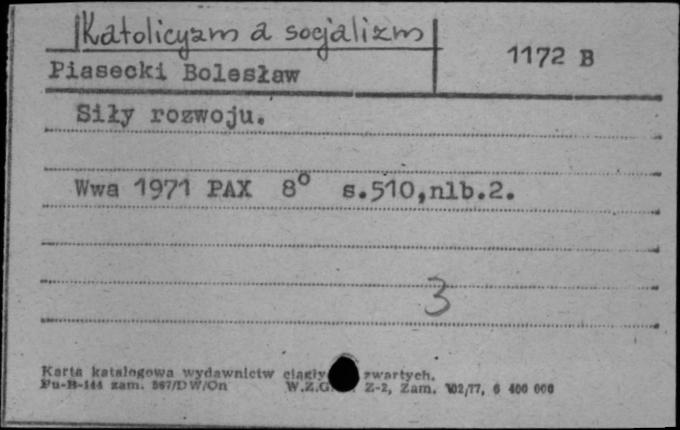 Katolicyzm a socjalizm
1172 B
Piasecki Bolesław
Siły rozwoju.
Wwa 1971 PAX 8° s.510,nlb.2.
3
Karta katalogowa wydawnictw zwartych.
Pu-B-144 zam. 867/DW/On W.Z.G. Z-2, Zam. 102/77, 6 400 000